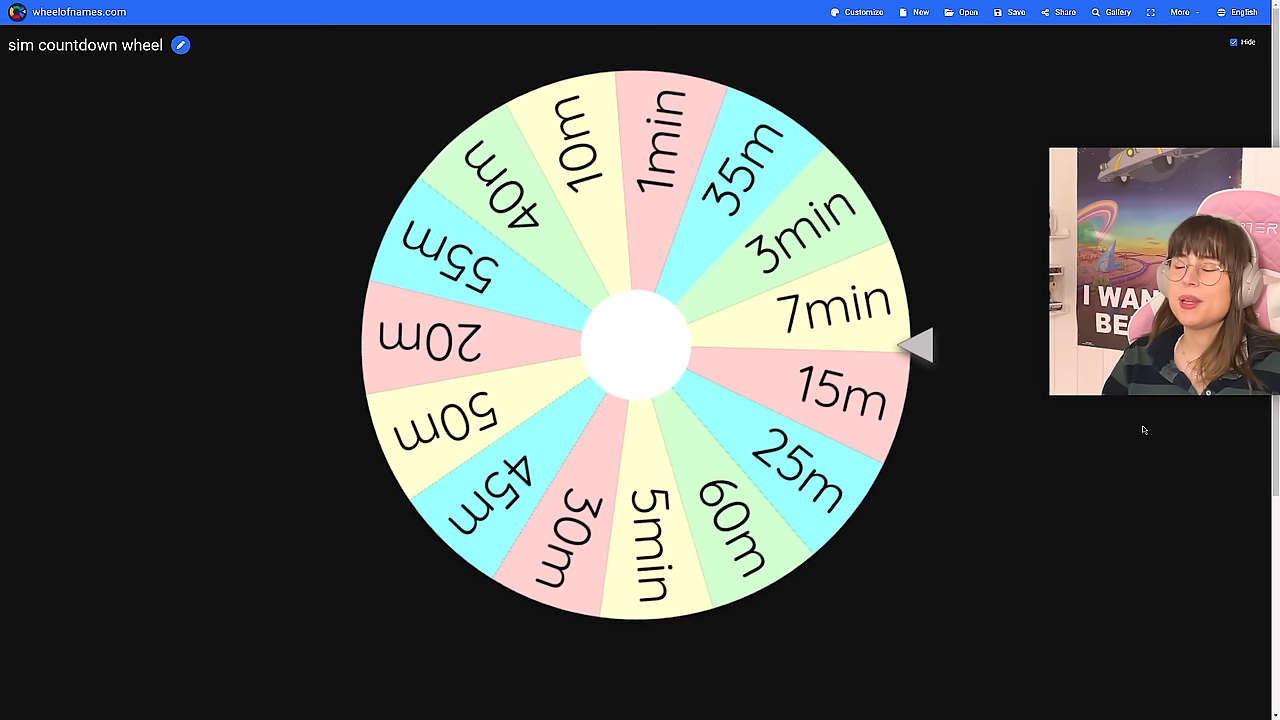 wheelofnames.com
Customize
New
Open
Save
Share
Gallery
More
English
sim countdown wheel
Hide
1min
35m
3min
7min
15m
25m
60m
5min
30m
45m
50m
20m
55m
40m
10m
I WAN
BE